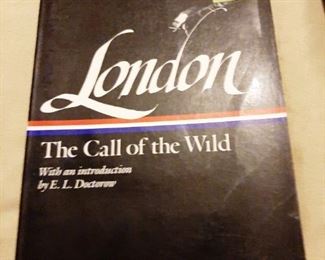 London
The Call of the Wild
With an introduction
by E. L. Doctorow